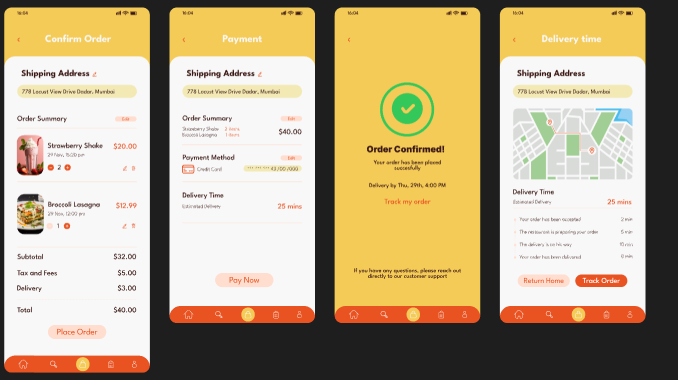 16:04
Confirm Order
Shipping Address
778 Locust View Drive Dadar, Mumbai
Order Summary
Edit
Strawberry Shake
$20.00
29 Nov, 15:20 pm
2
Broccoli Lasagna
$12.99
29 Nov, 12:00 pm
1
Subtotal
$32.00
Tax and Fees
$5.00
Delivery
$3.00
Total
$40.00
Place Order
16:04
Payment
Shipping Address
778 Locust View Drive Dadar, Mumbai
Order Summary
Edit
Strawberry Shake 2 items
Broccoli Lasagna 1 items
$40.00
Payment Method
Edit
Credit Card
Delivery Time
Estimated Delivery
25 mins
Pay Now
16:04
Order Confirmed!
Your order has been placed
succesfully
Delivery by Thu, 29th, 4:00 PM
Track my order
If you have any questions, please reach out
directly to our customer support
16:04
Delivery time
Shipping Address
778 Locust View Drive Dadar, Mumbai
Delivery Time
Estimated Delivery
25 mins
Your order has been accepted
2 min
The restaurant is preparing your order
5 min
The delivery is on his way
10 min
Your order has been delivered
8 min
Return Home
Track Order